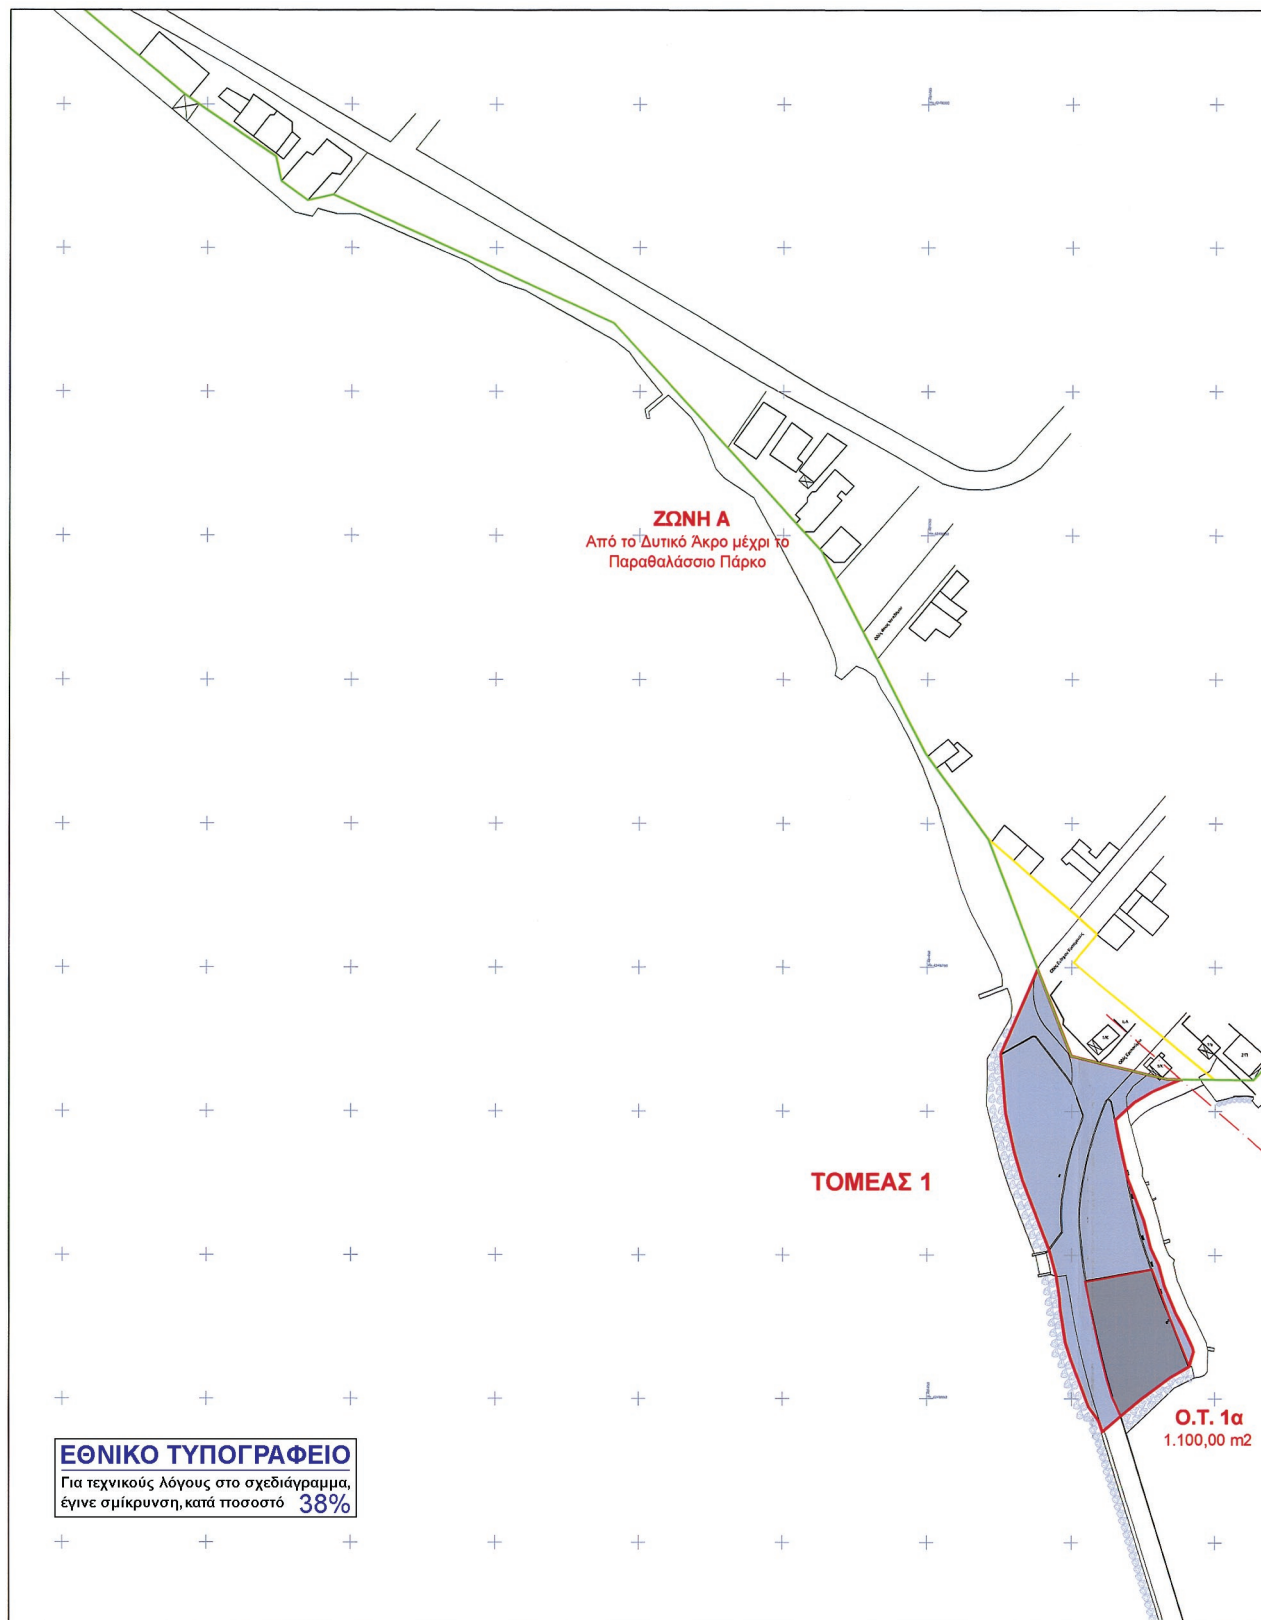 ΖΩΝΗ Α
Από το Δυτικό Άκρο μέχρι το
Παραθαλάσσιο Πάρκο
ΤΟΜΕΑΣ 1
Ο.Τ. 1α
1.100,00 m2
ΕΘΝΙΚΟ ΤΥΠΟΓΡΑΦΕΙΟ
Για τεχνικούς λόγους στο σχεδιάγραμμα,
έγινε σμίκρυνση, κατά ποσοστό 38%